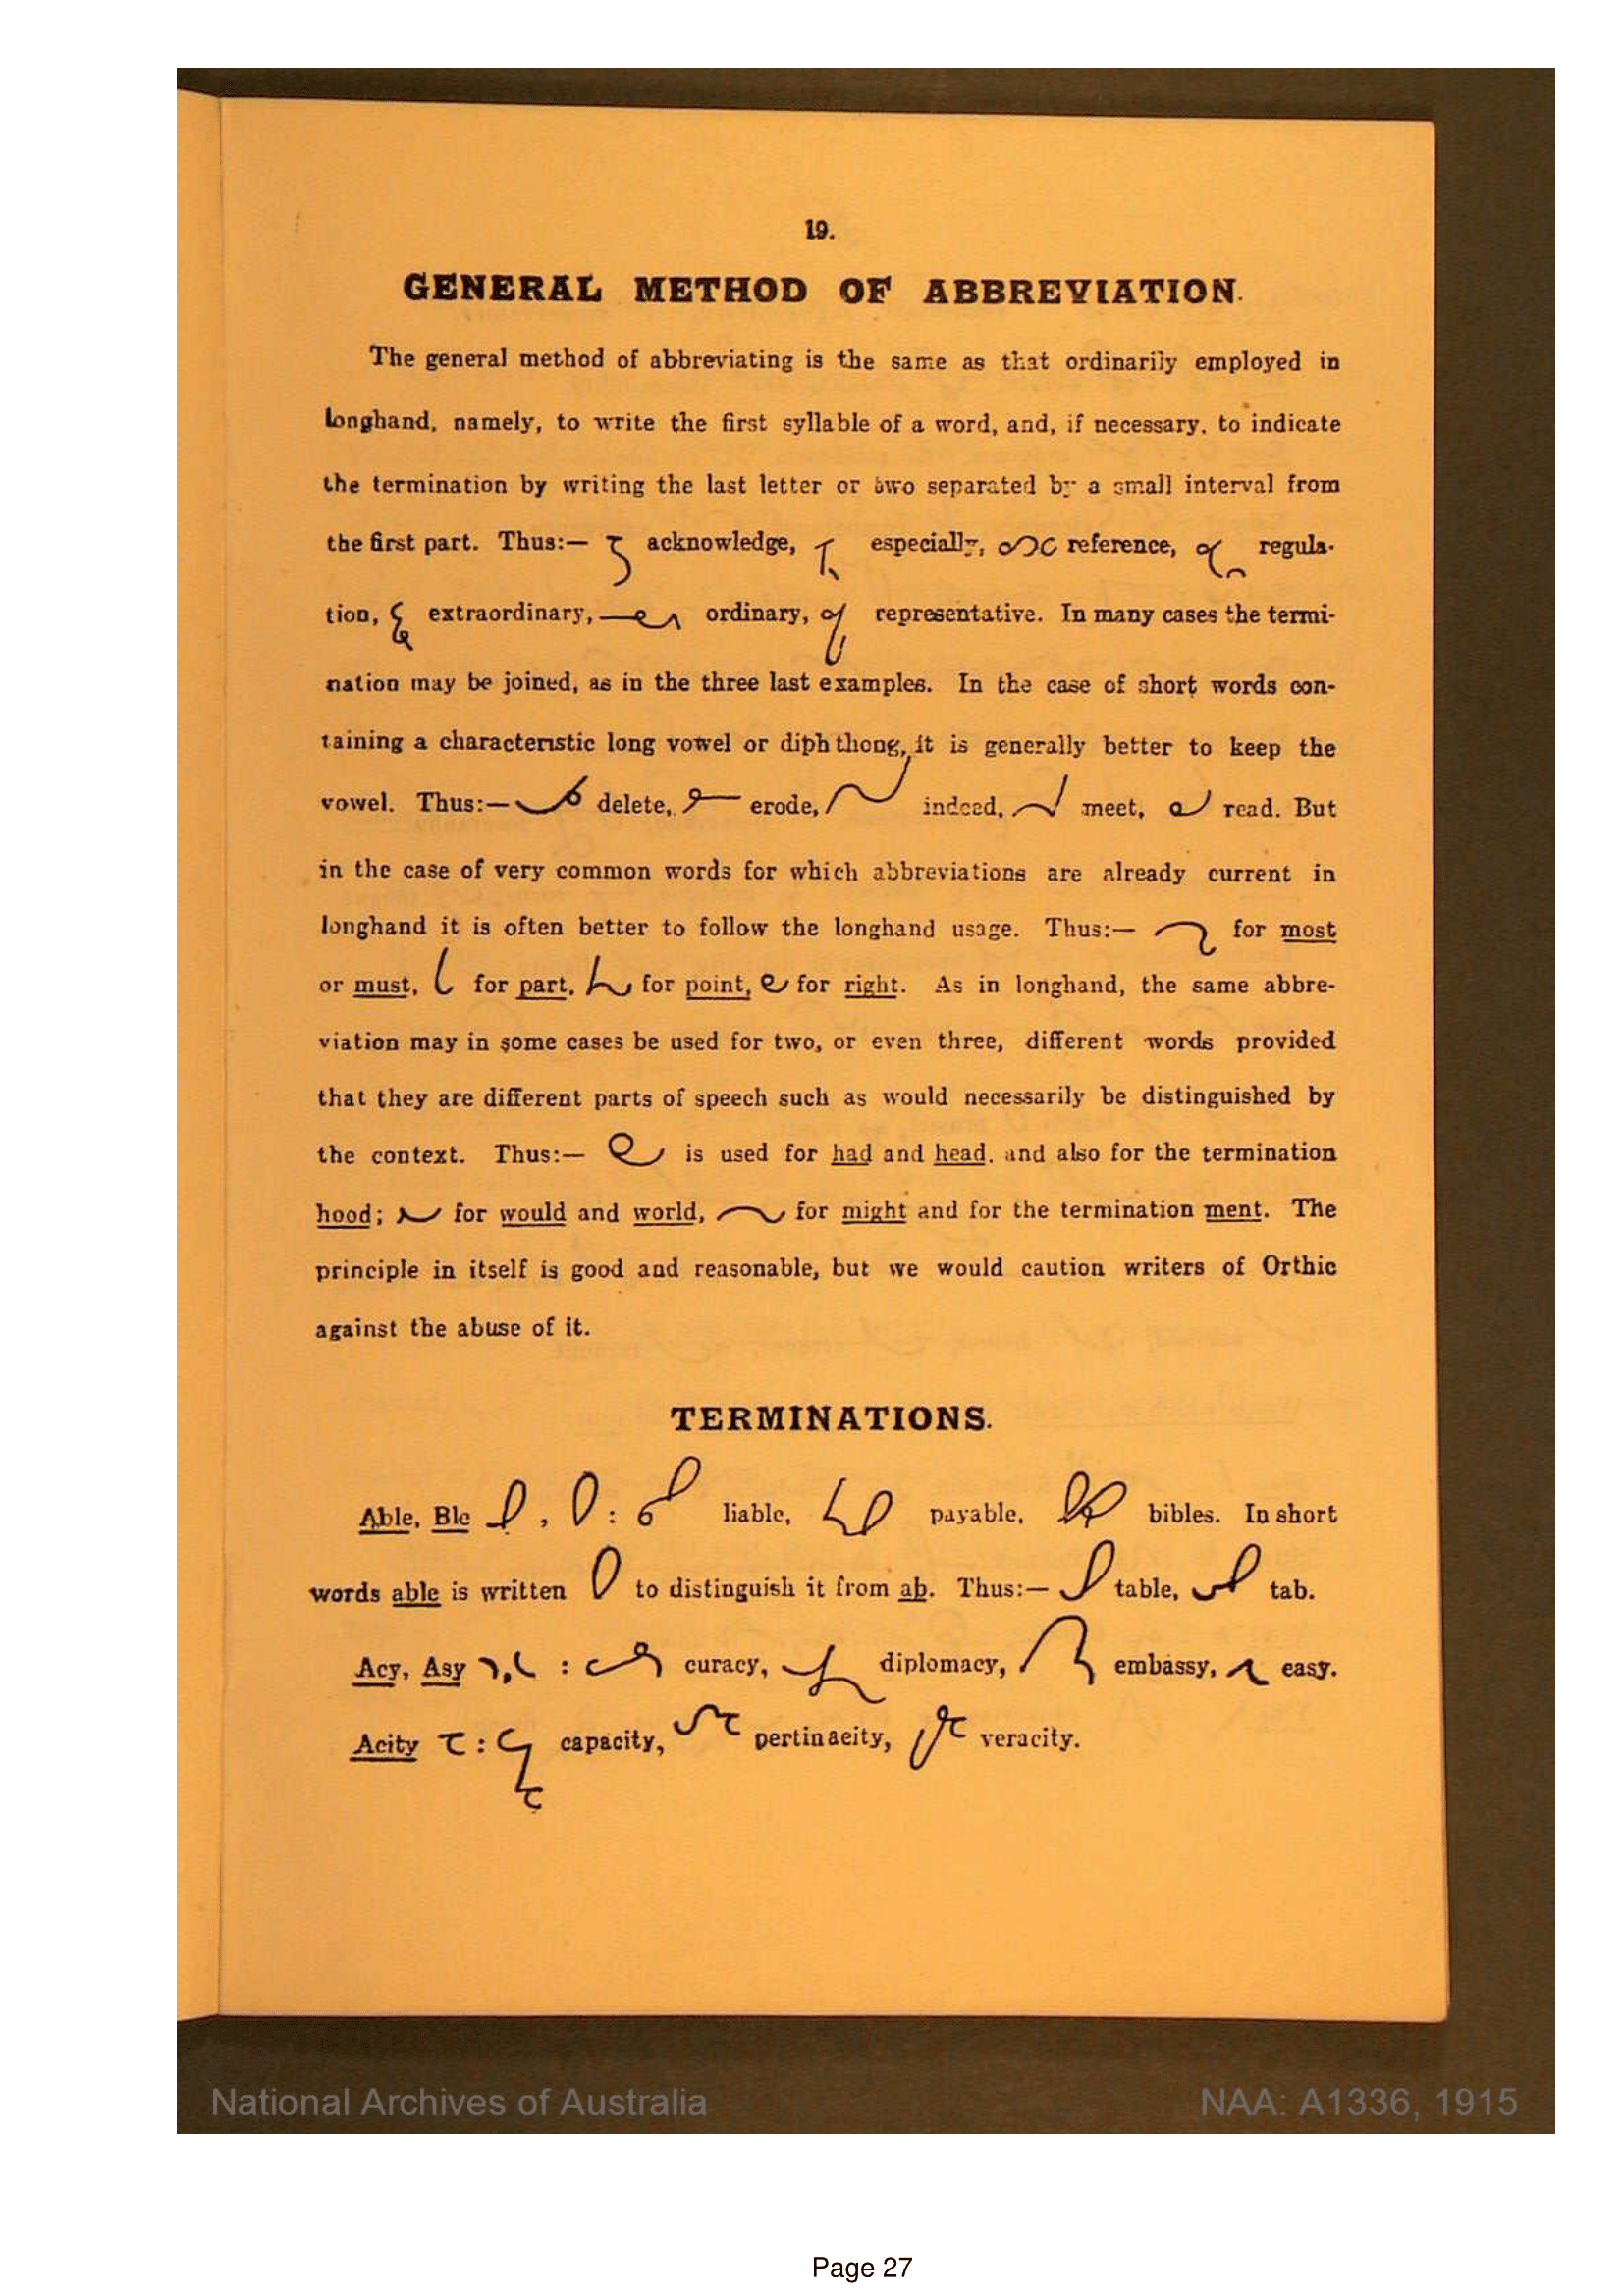 19.
GENERAL METHOD OF ABBREVIATION.
The general method of abbreviating is the same as that ordinarily employed in
longhand, namely, to write the first syllable of a word, and, if necessary. to indicate
the termination by writing the last letter or two separated by a small interval from
the first part. Thus:— acknowledge, especially, reference, regula-
tion, extraordinary, ordinary, representative. In many cases the termi-
nation may be joined, as in the three last examples. In the case of short words con-
taining a characteristic long vowel or diphthong, it is generally better to keep the
vowel. Thus:— delete, erode, indeed, meet, read. But
in the case of very common words for which abbreviations are already current in
longhand it is often better to follow the longhand usage. Thus:— for most
or must, for part, for point, for right. As in longhand, the same abbre-
viation may in some cases be used for two, or even three, different words provided
that they are different parts of speech such as would necessarily be distinguished by
the context. Thus:— is used for had and head. and also for the termination
hood; for would and world, for might and for the termination ment. The
principle in itself is good and reasonable, but we would caution writers of Orthic
against the abuse of it.
TERMINATIONS.
Able, Ble , : liable, payable, bibles. In short
words able is written to distinguish it from ab. Thus:— table, tab.
Acy, Asy , : curacy, diplomacy, embassy, easy.
Acity : capacity, pertinaeity, veracity.
National Archives of Australia NAA: A1336, 1915
Page 27